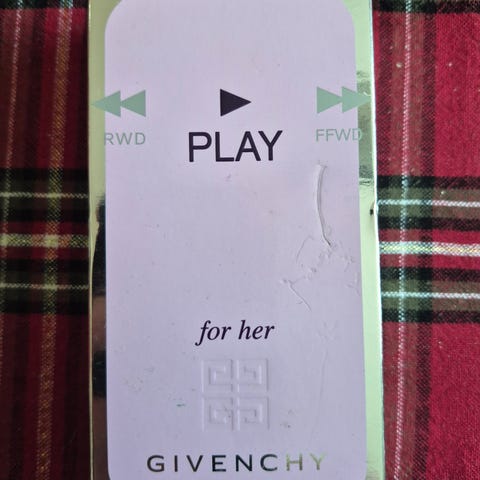 RWD PLAY FFWD
for her
GIVENCHY